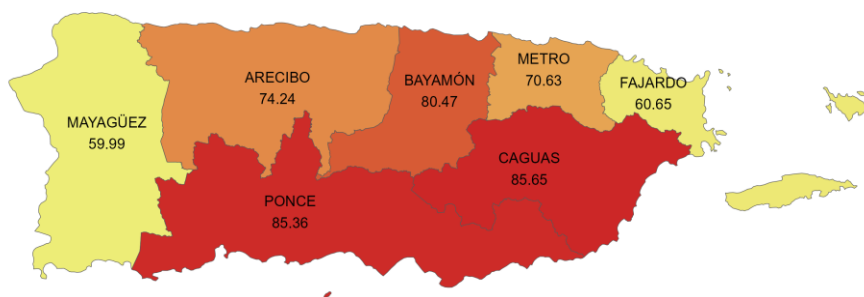 METRO
70.63
ARECIBO
74.24
BAYAMÓN
80.47
FAJARDO
60.65
MAYAGÜEZ
59.99
CAGUAS
85.65
PONCE
85.36